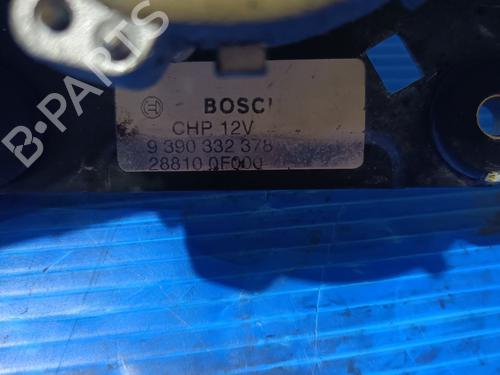 BOSCH
CHP 12V
9 390 332 378
28810 0F000
B-PARTS